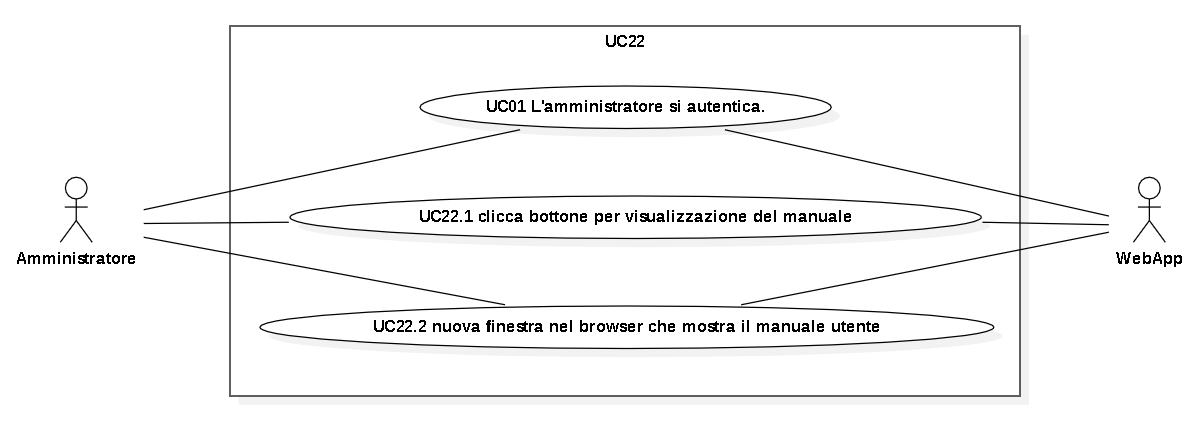 UC22
UC01 L'amministratore si autentica.
UC22.1 clicca bottone per visualizzazione del manuale
Amministratore
WebApp
UC22.2 nuova finestra nel browser che mostra il manuale utente